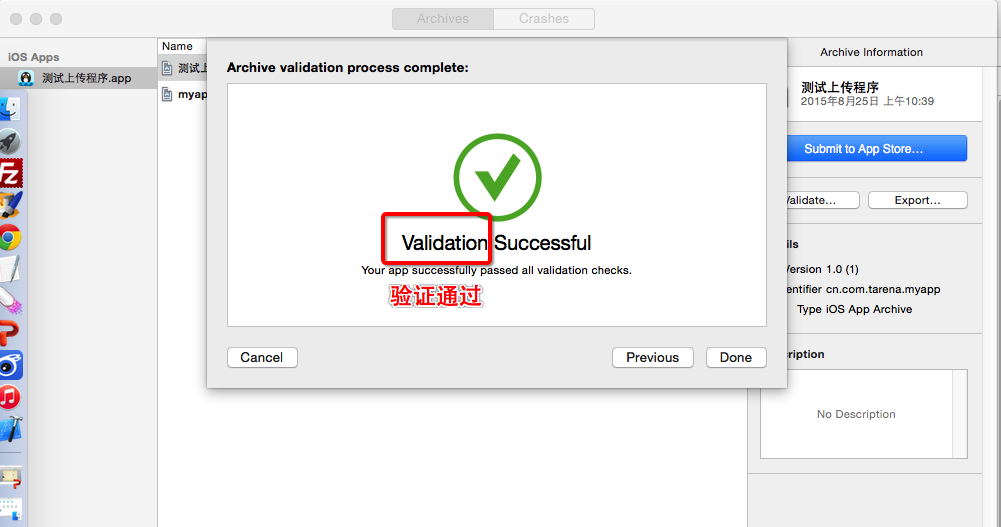 Archives
Crashes
iOS Apps
测试上传程序.app
Name
测试上
myap
Archive validation process complete:
Validation Successful
Your app successfully passed all validation checks.
验证通过
Cancel
Previous
Done
Archive Information
测试上传程序
2015年8月25日 上午10:39
Submit to App Store...
Validate...
Export...
ils
Version 1.0 (1)
entifier cn.com.tarena.myapp
Type iOS App Archive
ription
No Description